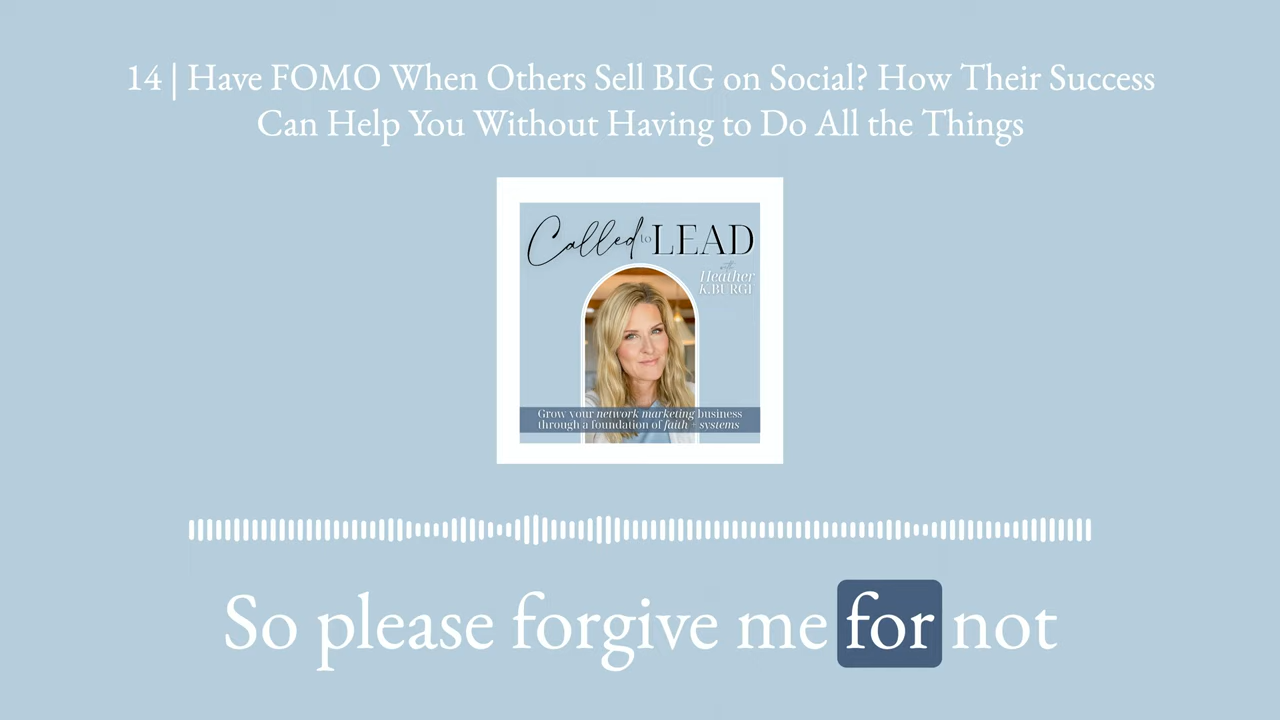 14 | Have FOMO When Others Sell BIG on Social? How Their Success
Can Help You Without Having to Do All the Things
Called to LEAD
with
Heather
K.BURGE
Grow your network marketing business
through a foundation of faith + systems
So please forgive me for not